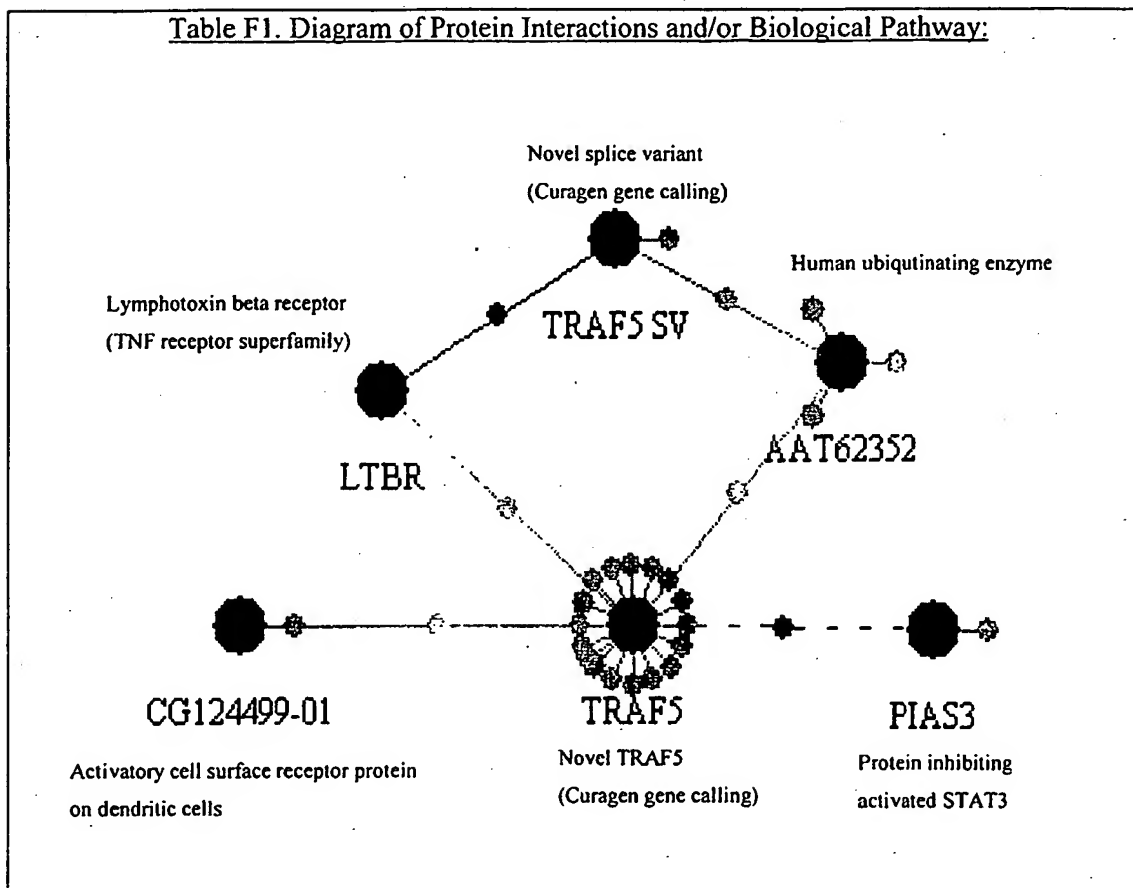 Table F1. Diagram of Protein Interactions and/or Biological Pathway:
Novel splice variant
(Curagen gene calling)
Human ubiqutinating enzyme
Lymphotoxin beta receptor
(TNF receptor superfamily)
TRAF5 SV
AAT62352
LTBR
CG124499-01
TRAF5
PIAS3
Activatory cell surface receptor protein
on dendritic cells
Novel TRAF5
(Curagen gene calling)
Protein inhibiting
activated STAT3